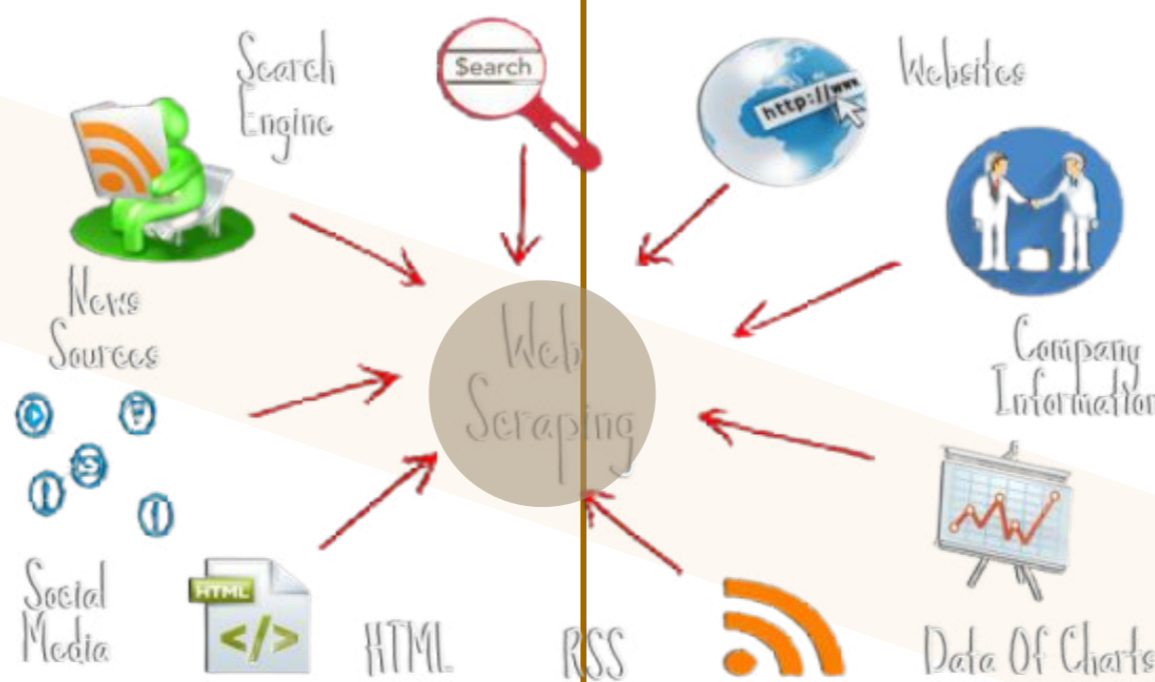 Search
Engine
Search
http://www
Websites
News
Sources
Web
Scraping
Company
Information
Social
Media
HTML
</>
HTML
RSS
Data Of Charts